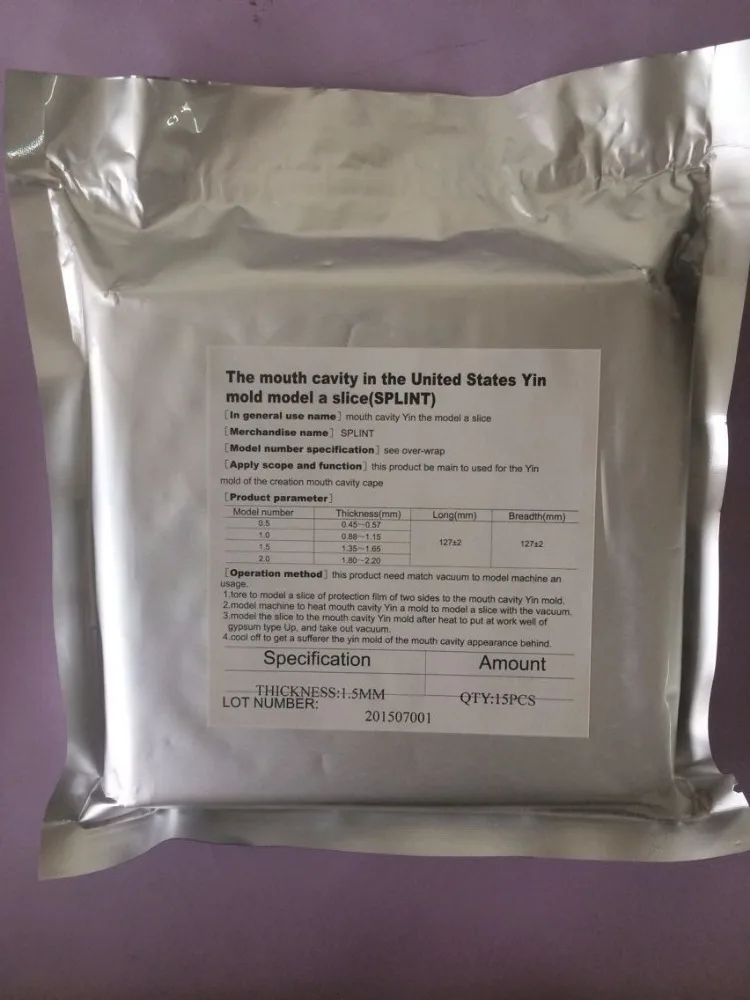 The mouth cavity in the United States Yin
mold model a slice(SPLINT)
[In general use name] mouth cavity Yin the model a slice
[Merchandise name] SPLINT
[Model number specification] see over-wrap
[Apply scope and function] this product be main to used for the Yin
mold of the creation mouth cavity cape
[Product parameter]
Model number Thickness(mm) Long(mm) Breadth(mm)
0.5 0.45~0.57
1.0 0.88~1.15
127±2 127±2
1.5 1.35~1.65
2.0 1.80~2.20
[Operation method] this product need match vacuum to model machine an
usage.
1.tore to model a slice of protection film of two sides to the mouth cavity Yin mold.
2.model machine to heat mouth cavity Yin a mold to model a slice with the vacuum.
3.model the slice to the mouth cavity Yin mold after heat to put at work well of
gypsum type Up, and take out vacuum.
4.cool off to get a sufferer the yin mold of the mouth cavity appearance behind.
Specification Amount
THICKNESS:1.5MM QTY:15PCS
LOT NUMBER:
201507001